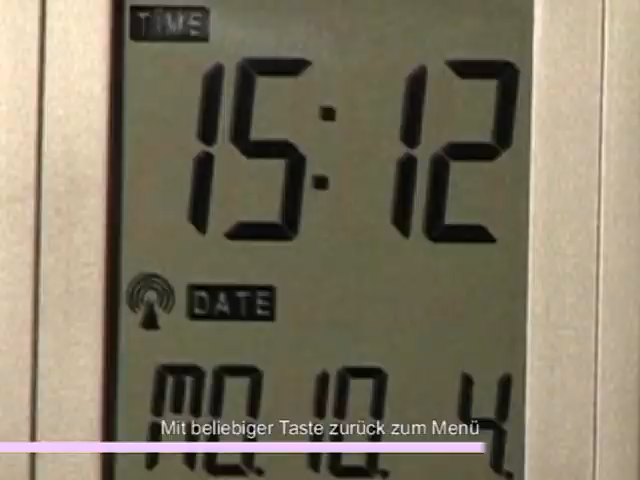 TIME
15:12
DATE
MO. 10. 4.
Mit beliebiger Taste zurück zum Menü